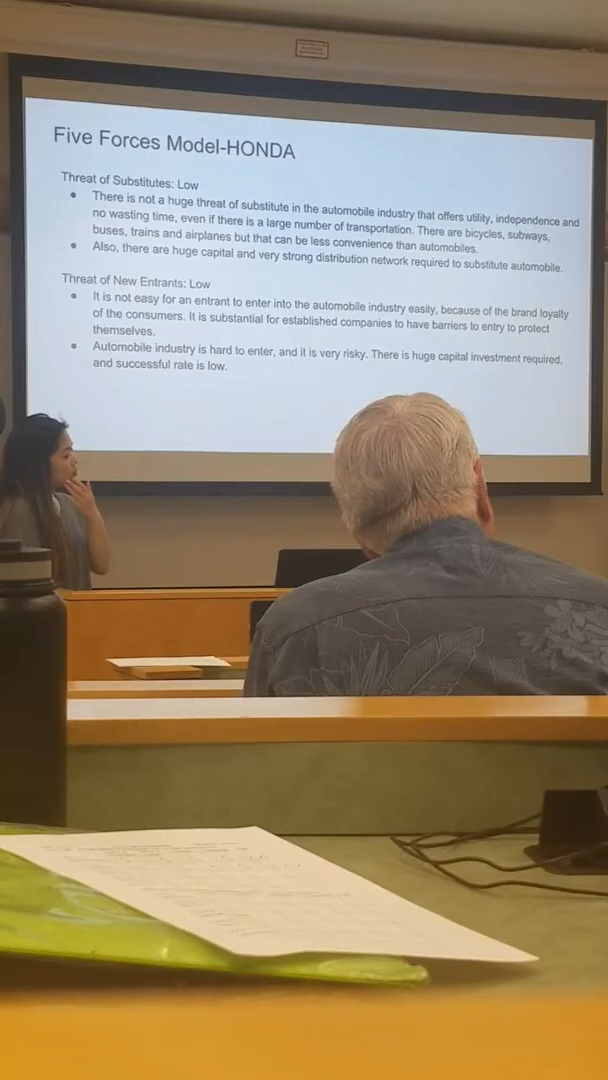 Five Forces Model-HONDA
Threat of Substitutes: Low
● There is not a huge threat of substitute in the automobile industry that offers utility, independence and
no wasting time, even if there is a large number of transportation. There are bicycles, subways,
buses, trains and airplanes but that can be less convenience than automobiles.
● Also, there are huge capital and very strong distribution network required to substitute automobile.
Threat of New Entrants: Low
● It is not easy for an entrant to enter into the automobile industry easily, because of the brand loyalty
of the consumers. It is substantial for established companies to have barriers to entry to protect
themselves.
● Automobile industry is hard to enter, and it is very risky. There is huge capital investment required,
and successful rate is low.